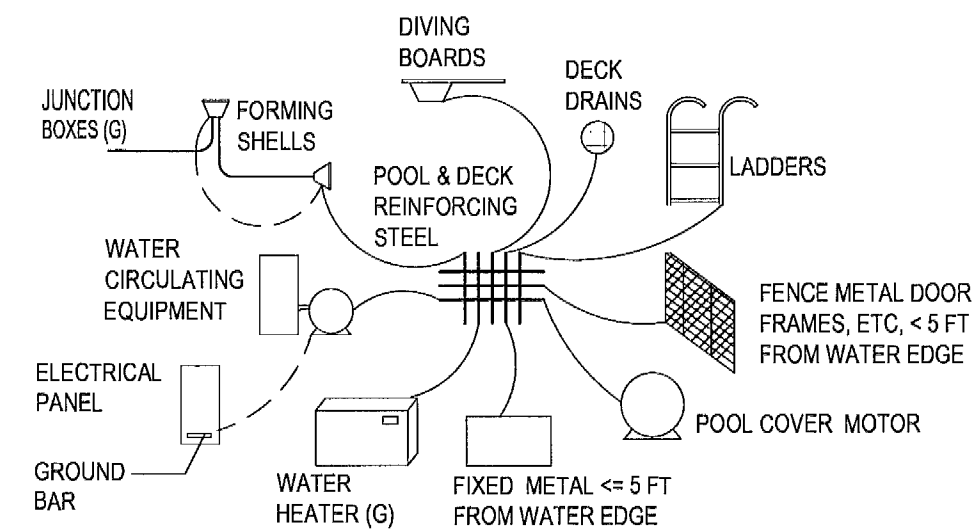 DIVING
BOARDS
DECK
DRAINS
JUNCTION
BOXES (G)
FORMING
SHELLS
LADDERS
POOL & DECK
REINFORCING
STEEL
WATER
CIRCULATING
EQUIPMENT
FENCE METAL DOOR
FRAMES, ETC, < 5 FT
FROM WATER EDGE
ELECTRICAL
PANEL
POOL COVER MOTOR
GROUND
BAR
WATER
HEATER (G)
FIXED METAL <= 5 FT
FROM WATER EDGE